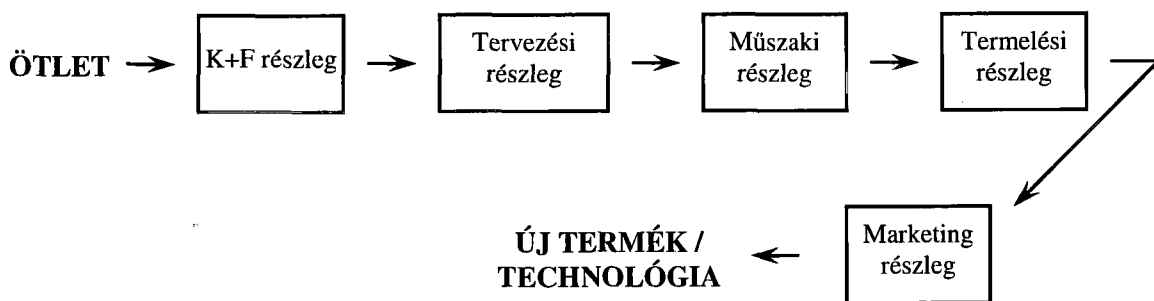 ÖTLET
K+F részleg
Tervezési
részleg
Műszaki
részleg
Termelési
részleg
Marketing
részleg
ÚJ TERMÉK /
TECHNOLÓGIA